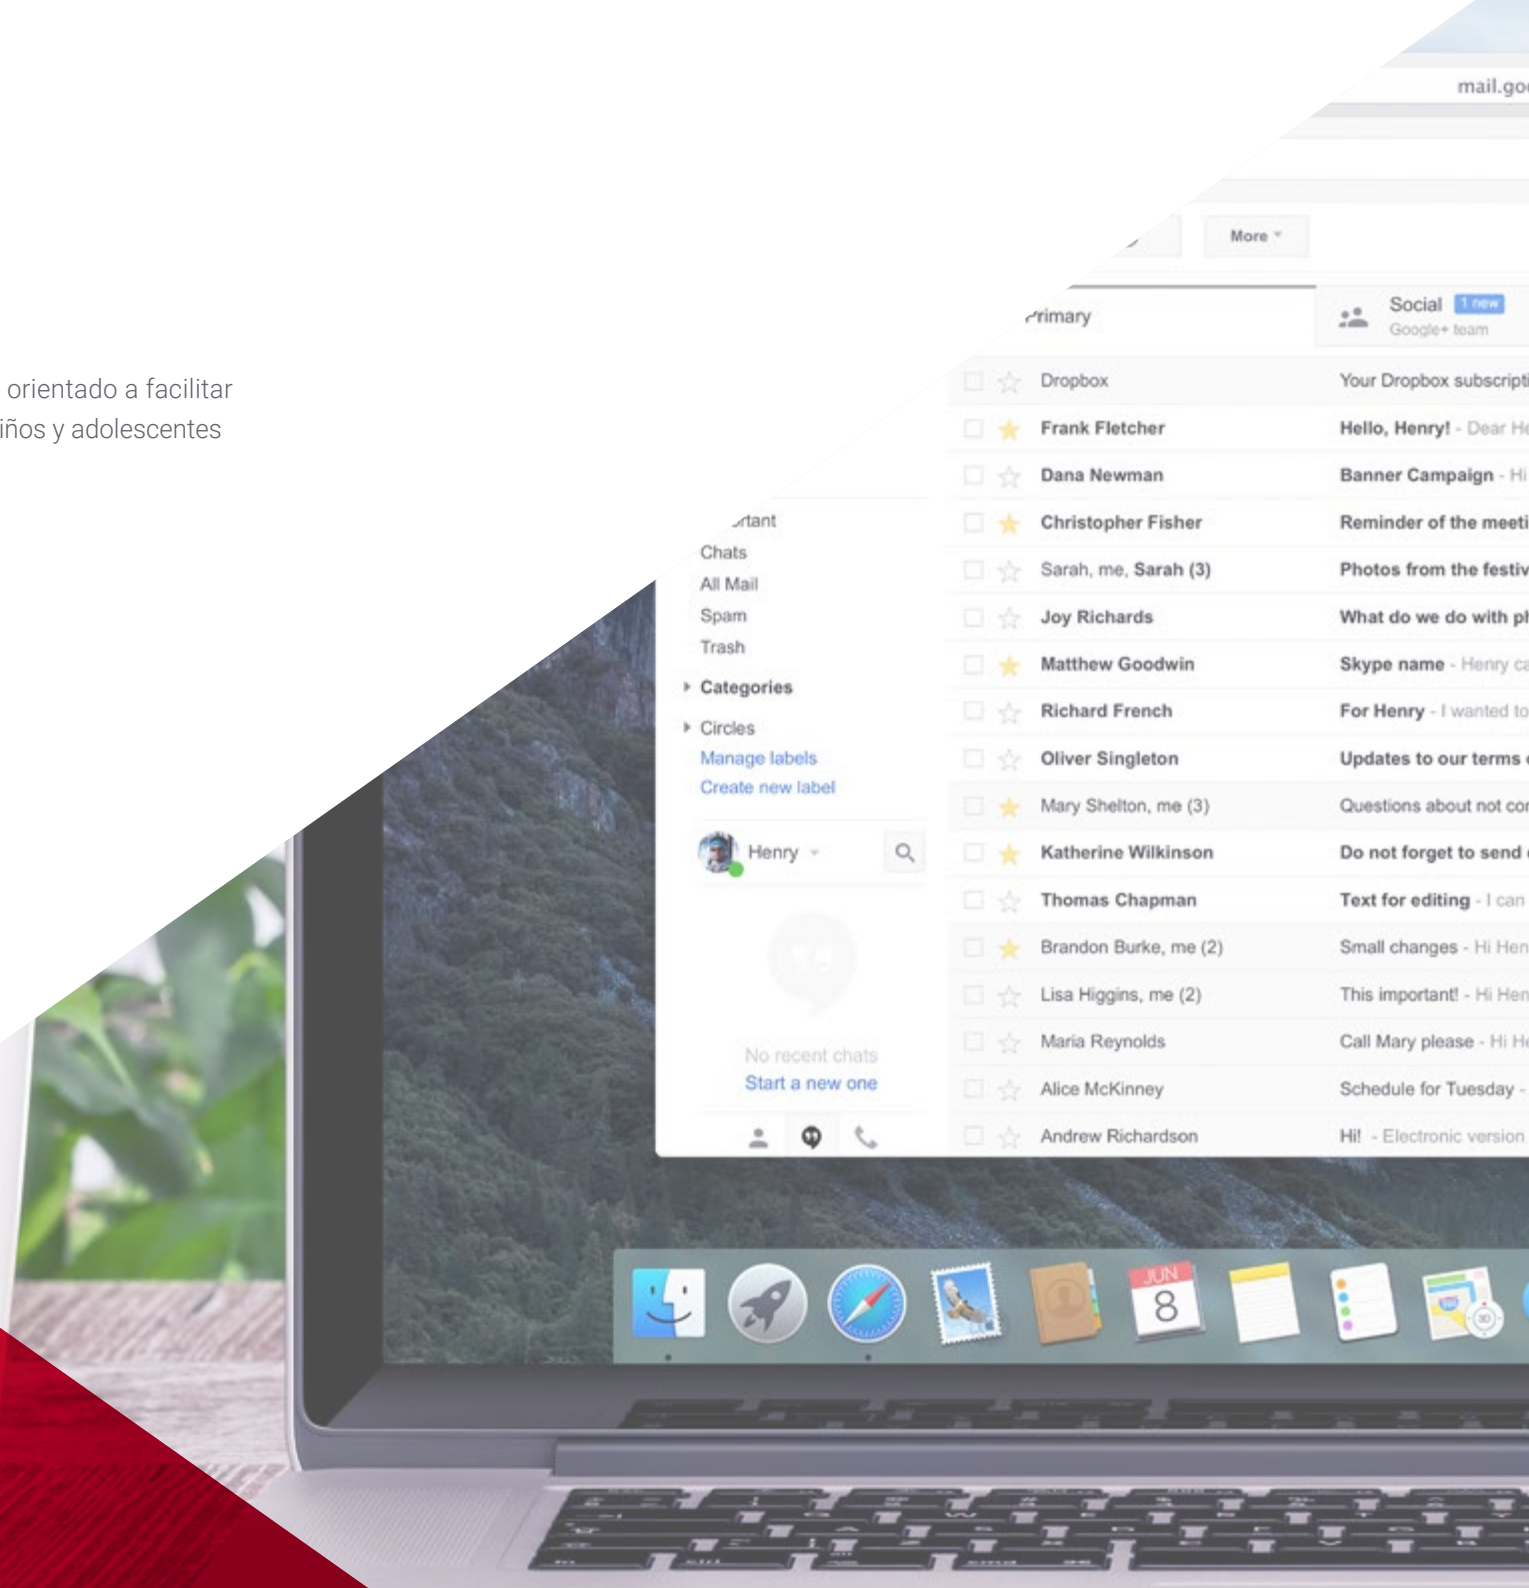 mail.goo
More
Primary
Social 1 new
Google+ team
orientado a facilitar
iños y adolescentes
Dropbox Your Dropbox subscripti
Frank Fletcher Hello, Henry! - Dear He
Dana Newman Banner Campaign - Hi
Christopher Fisher Reminder of the meeti
Sarah, me, Sarah (3) Photos from the festiv
Joy Richards What do we do with ph
Matthew Goodwin Skype name - Henry ca
Richard French For Henry - I wanted to
Oliver Singleton Updates to our terms o
Mary Shelton, me (3) Questions about not con
Katherine Wilkinson Do not forget to send
Thomas Chapman Text for editing - I can
Brandon Burke, me (2) Small changes - Hi Hen
Lisa Higgins, me (2) This important! - Hi Hen
Maria Reynolds Call Mary please - Hi He
Alice McKinney Schedule for Tuesday -
Andrew Richardson Hi! - Electronic version
rtant
Chats
All Mail
Spam
Trash
Categories
Circles
Manage labels
Create new label
Henry
No recent chats
Start a new one
JUN
8
3D